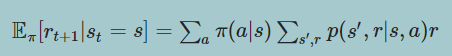 𝔼_π[r_{t+1}|s_t = s] = ∑_a π(a|s) ∑_{s′,r} p(s′, r|s, a)r